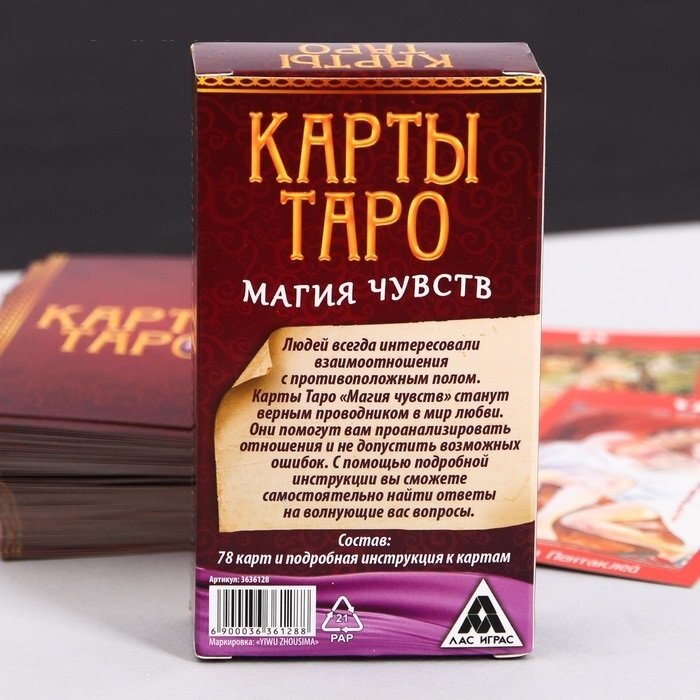 КАРТЫ
ТАРО
КАРТЫ
ТАРО
МАГИЯ ЧУВСТВ
Людей всегда интересовали
взаимоотношения
с противоположным полом.
Карты Таро «Магия чувств» станут
верным проводником в мир любви.
Они помогут вам проанализировать
отношения и не допустить возможных
ошибок. С помощью подробной
инструкции вы сможете
самостоятельно найти ответы
на волнующие вас вопросы.
Состав:
78 карт и подробная инструкция к картам
Артикул: 3636128
6 900036 361288
Маркировка: «YIWU ZHOUSIMA»
21
PAP
ЛАС ИГРАС
КАРТЫ
ТАРО
Пентаклей